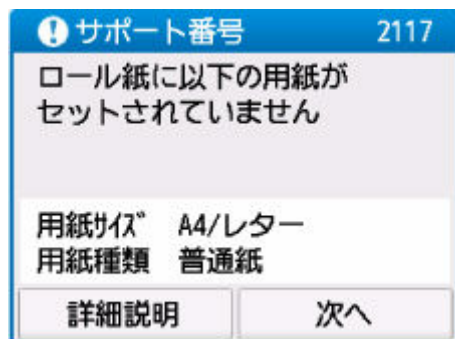 サポート番号 2117
ロール紙に以下の用紙が
セットされていません
用紙ｻｲｽﾞ A4/レター
用紙種類 普通紙
詳細説明 次へ